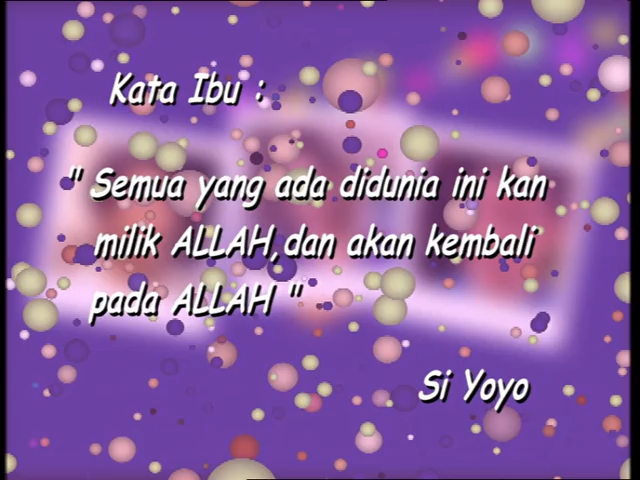 Kata Ibu :
" Semua yang ada didunia ini kan
milik ALLAH,dan akan kembali
pada ALLAH "
Si Yoyo